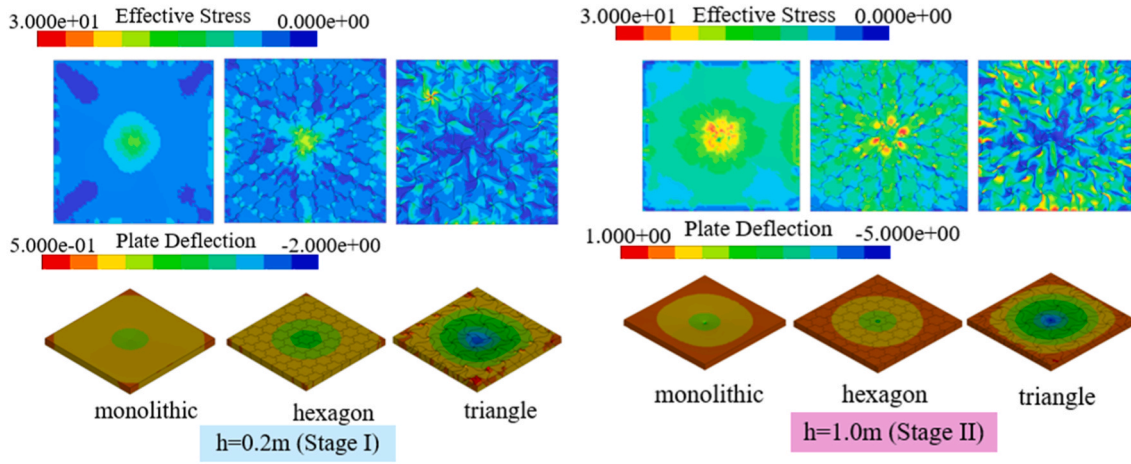 Effective Stress
3.000e+01 0.000e+00
Plate Deflection
5.000e-01 -2.000e+00
monolithic hexagon triangle
h=0.2m (Stage I)
Effective Stress
3.000e+01 0.000e+00
Plate Deflection
1.000+00 -5.000e+00
monolithic hexagon triangle
h=1.0m (Stage II)